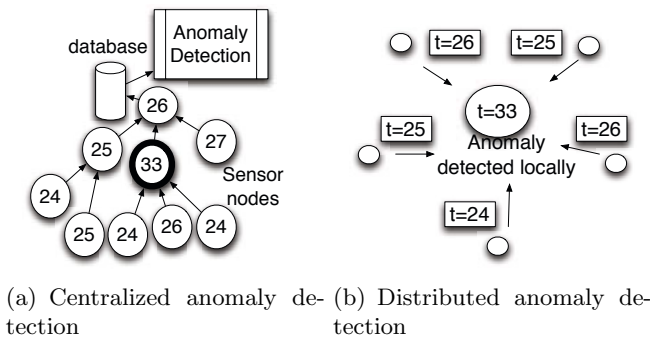 database
Anomaly
Detection
26
25
27
33
24
Sensor
nodes
25
24
26
24
t=26
t=25
t=33
t=25
t=26
Anomaly
detected locally
t=24
(a) Centralized anomaly de-
tection
(b) Distributed anomaly de-
tection